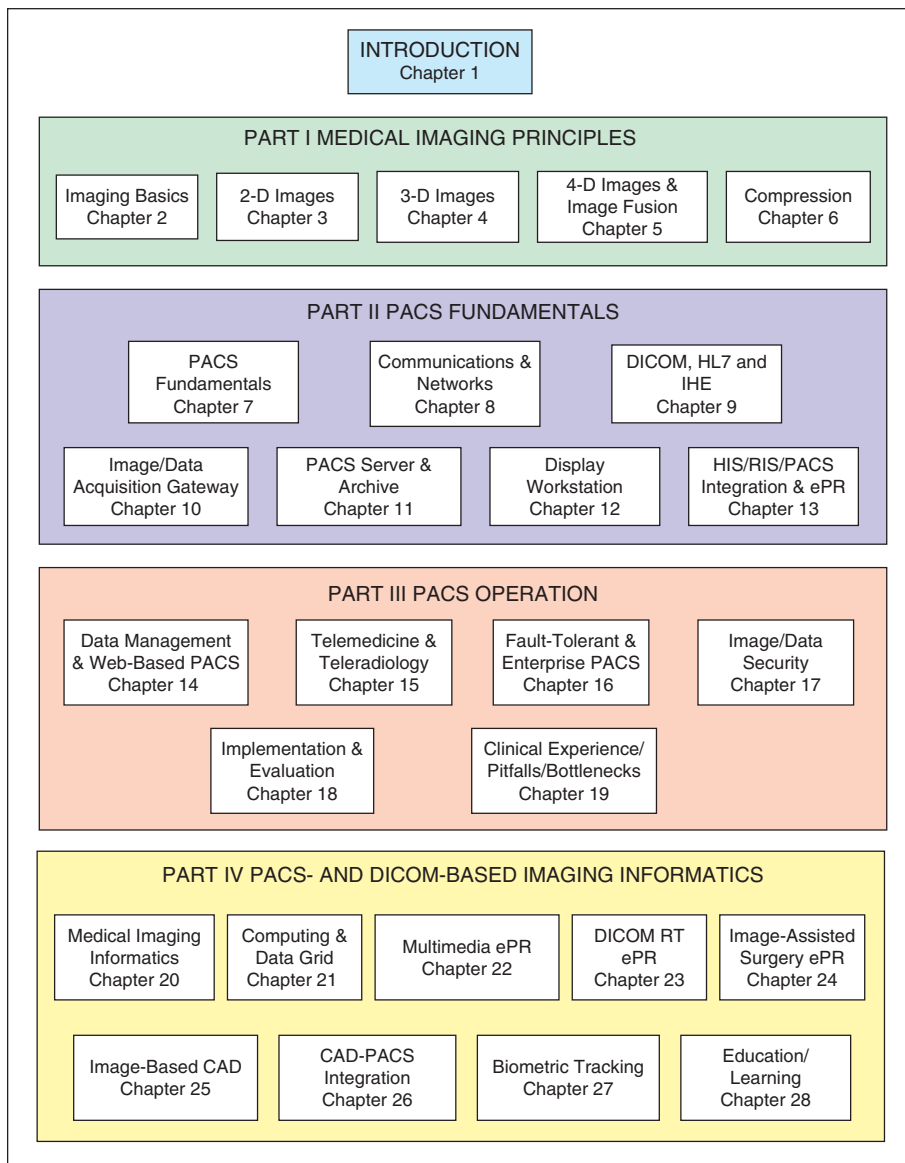 INTRODUCTION
Chapter 1
PART I MEDICAL IMAGING PRINCIPLES
Imaging Basics
Chapter 2
2-D Images
Chapter 3
3-D Images
Chapter 4
4-D Images &
Image Fusion
Chapter 5
Compression
Chapter 6
PART II PACS FUNDAMENTALS
PACS
Fundamentals
Chapter 7
Communications &
Networks
Chapter 8
DICOM, HL7 and
IHE
Chapter 9
Image/Data
Acquisition Gateway
Chapter 10
PACS Server &
Archive
Chapter 11
Display
Workstation
Chapter 12
HIS/RIS/PACS
Integration & ePR
Chapter 13
PART III PACS OPERATION
Data Management
& Web-Based PACS
Chapter 14
Telemedicine &
Teleradiology
Chapter 15
Fault-Tolerant &
Enterprise PACS
Chapter 16
Image/Data
Security
Chapter 17
Implementation &
Evaluation
Chapter 18
Clinical Experience/
Pitfalls/Bottlenecks
Chapter 19
PART IV PACS- AND DICOM-BASED IMAGING INFORMATICS
Medical Imaging
Informatics
Chapter 20
Computing &
Data Grid
Chapter 21
Multimedia ePR
Chapter 22
DICOM RT
ePR
Chapter 23
Image-Assisted
Surgery ePR
Chapter 24
Image-Based CAD
Chapter 25
CAD-PACS
Integration
Chapter 26
Biometric Tracking
Chapter 27
Education/
Learning
Chapter 28